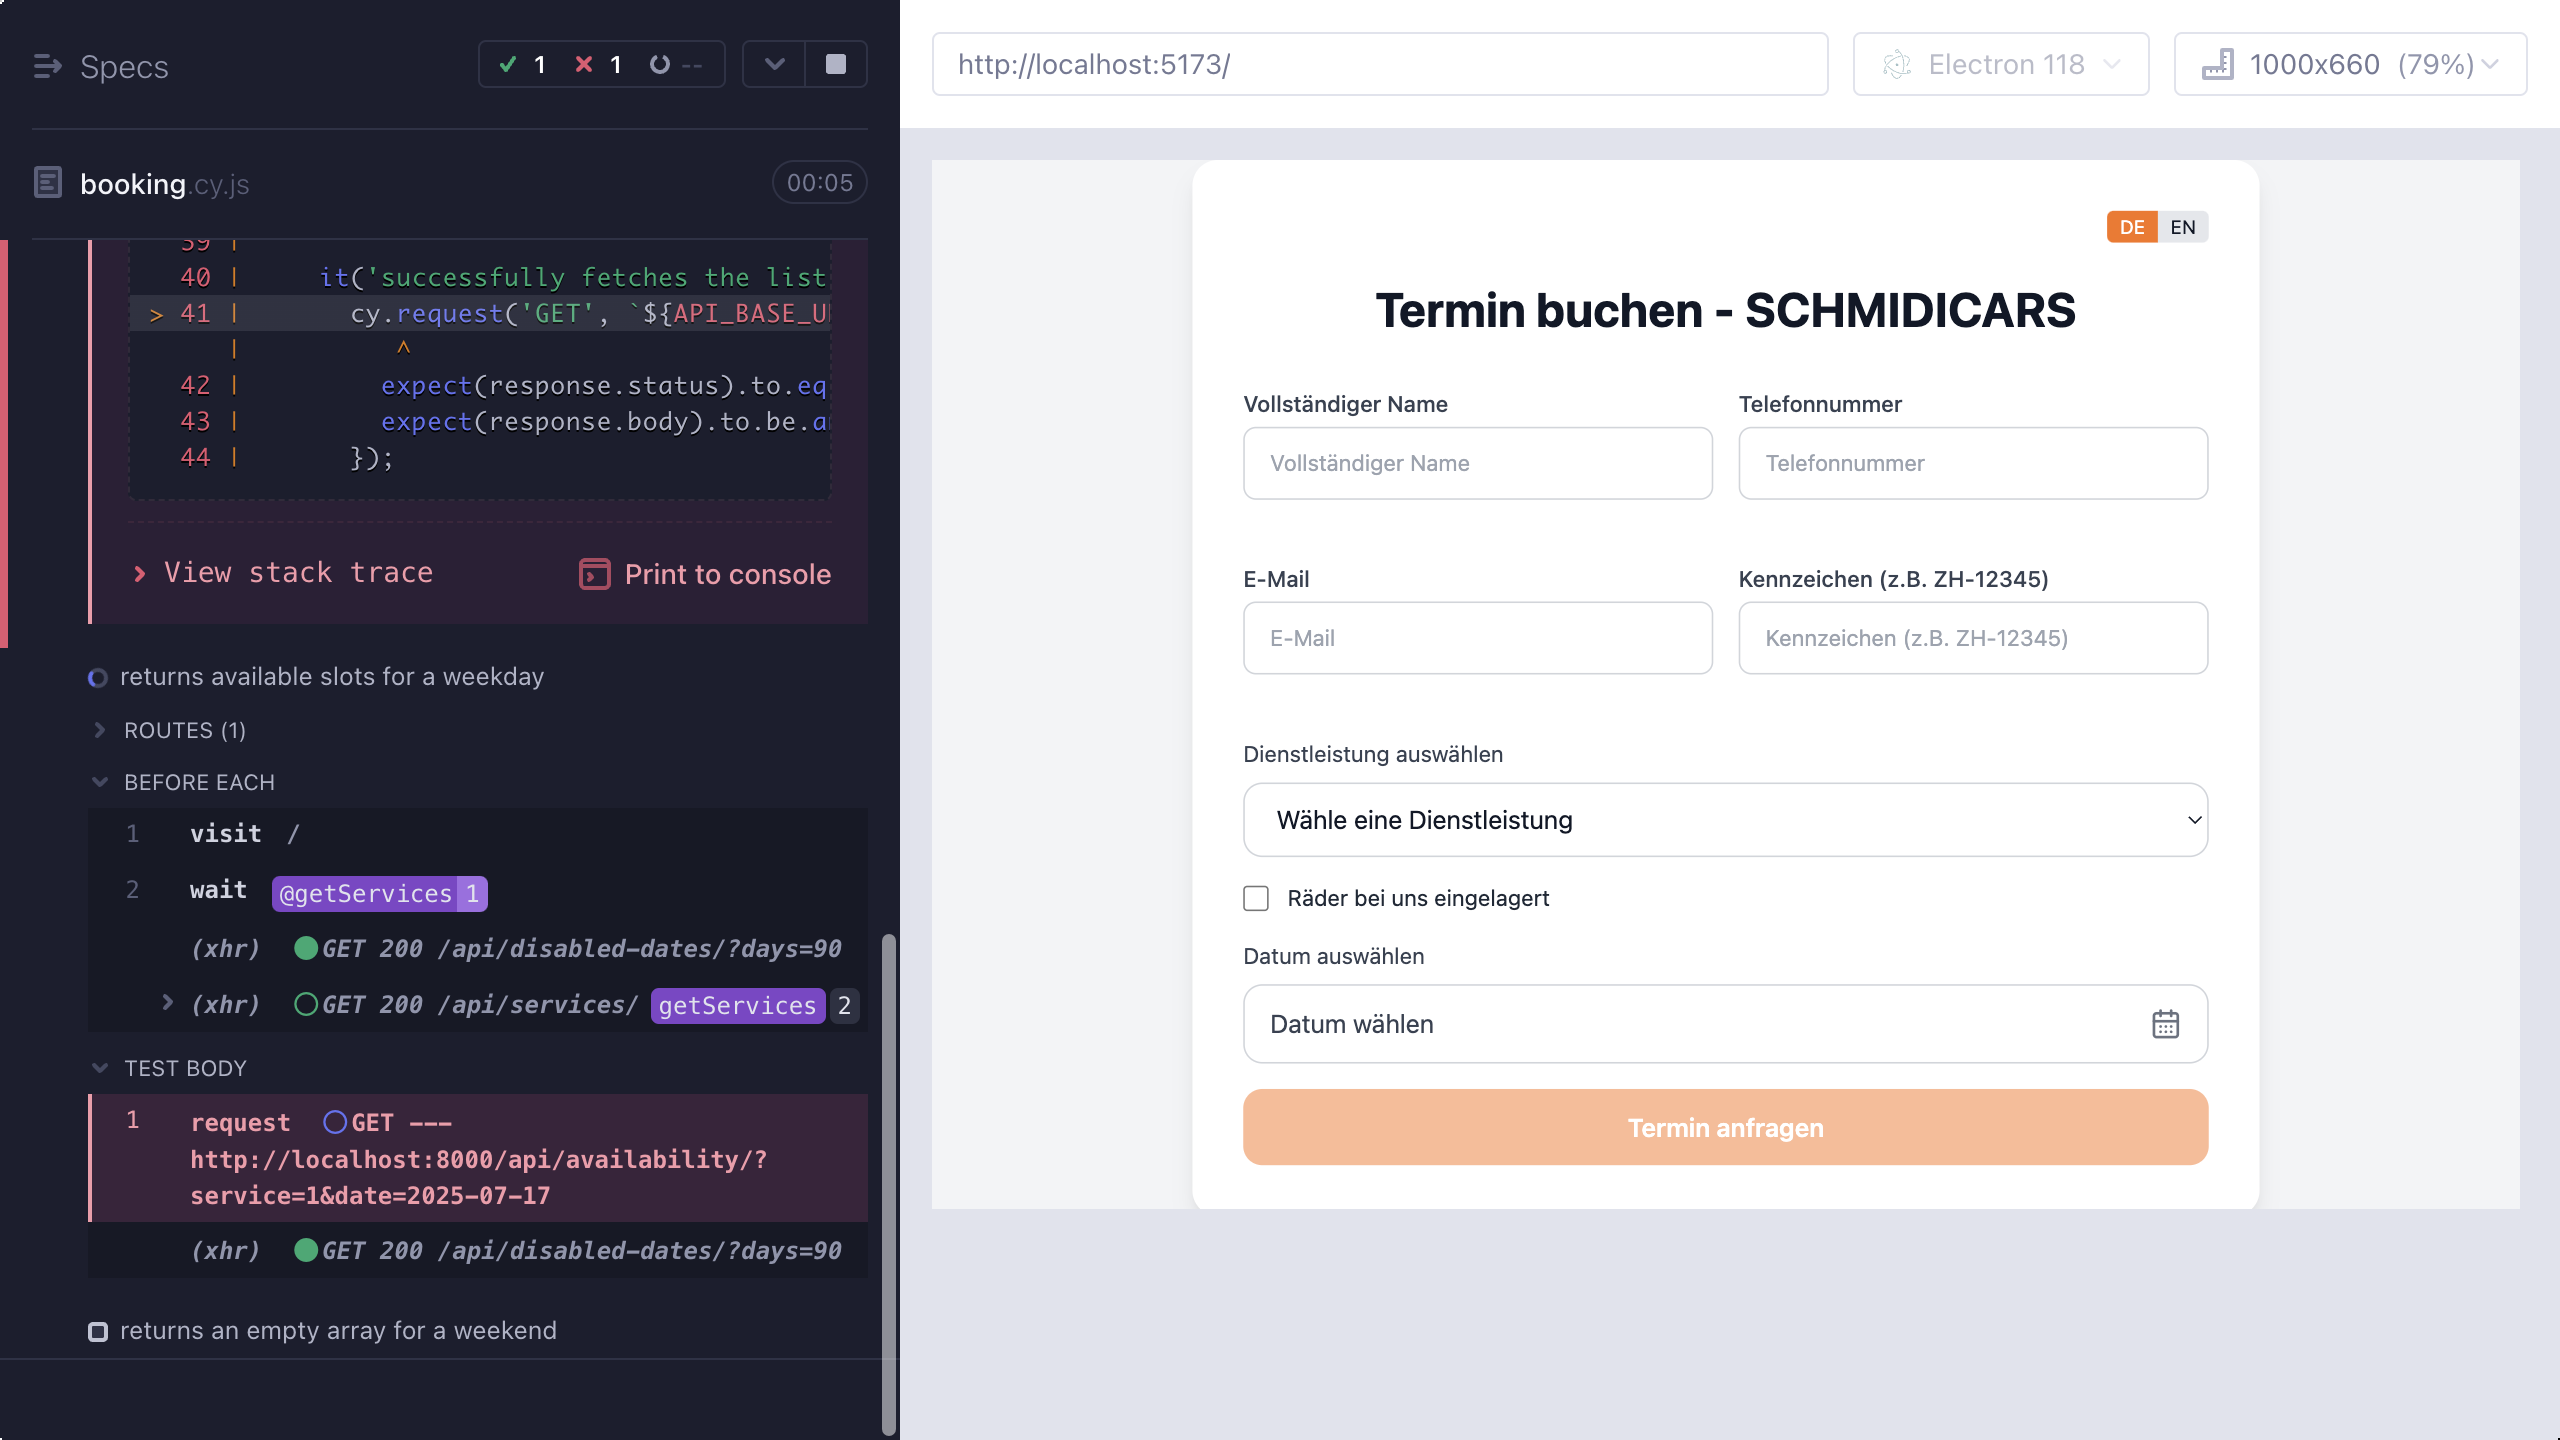 Specs
1 1 --
booking.cy.js
00:05
39 |
40 | it('successfully fetches the list
> 41 | cy.request('GET', `${API_BASE_U
| ^
42 | expect(response.status).to.eq
43 | expect(response.body).to.be.a
44 | });
View stack trace
Print to console
returns available slots for a weekday
ROUTES (1)
BEFORE EACH
1 visit /
2 wait @getServices 1
(xhr) GET 200 /api/disabled-dates/?days=90
(xhr) GET 200 /api/services/ getServices 2
TEST BODY
1 request GET ---
http://localhost:8000/api/availability/?
service=1&date=2025-07-17
(xhr) GET 200 /api/disabled-dates/?days=90
returns an empty array for a weekend
http://localhost:5173/
Electron 118
1000x660 (79%)
DE EN
Termin buchen - SCHMIDICARS
Vollständiger Name
Telefonnummer
Vollständiger Name
Telefonnummer
E-Mail
Kennzeichen (z.B. ZH-12345)
E-Mail
Kennzeichen (z.B. ZH-12345)
Dienstleistung auswählen
Wähle eine Dienstleistung
Räder bei uns eingelagert
Datum auswählen
Datum wählen
Termin anfragen